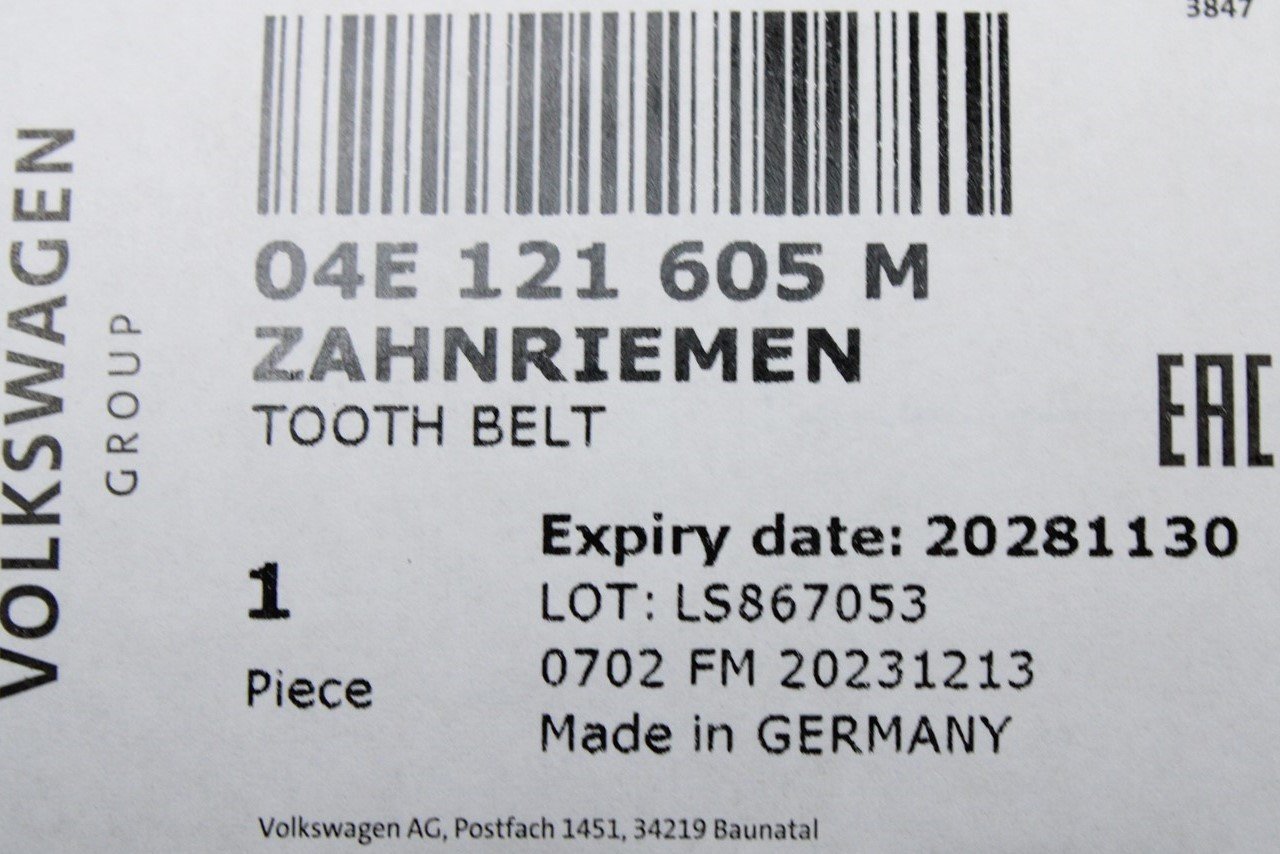 3847
VOLKSWAGEN
GROUP
04E 121 605 M
ZAHNRIEMEN
TOOTH BELT
EAC
Expiry date: 20281130
1
LOT: LS867053
Piece
0702 FM 20231213
Made in GERMANY
Volkswagen AG, Postfach 1451, 34219 Baunatal